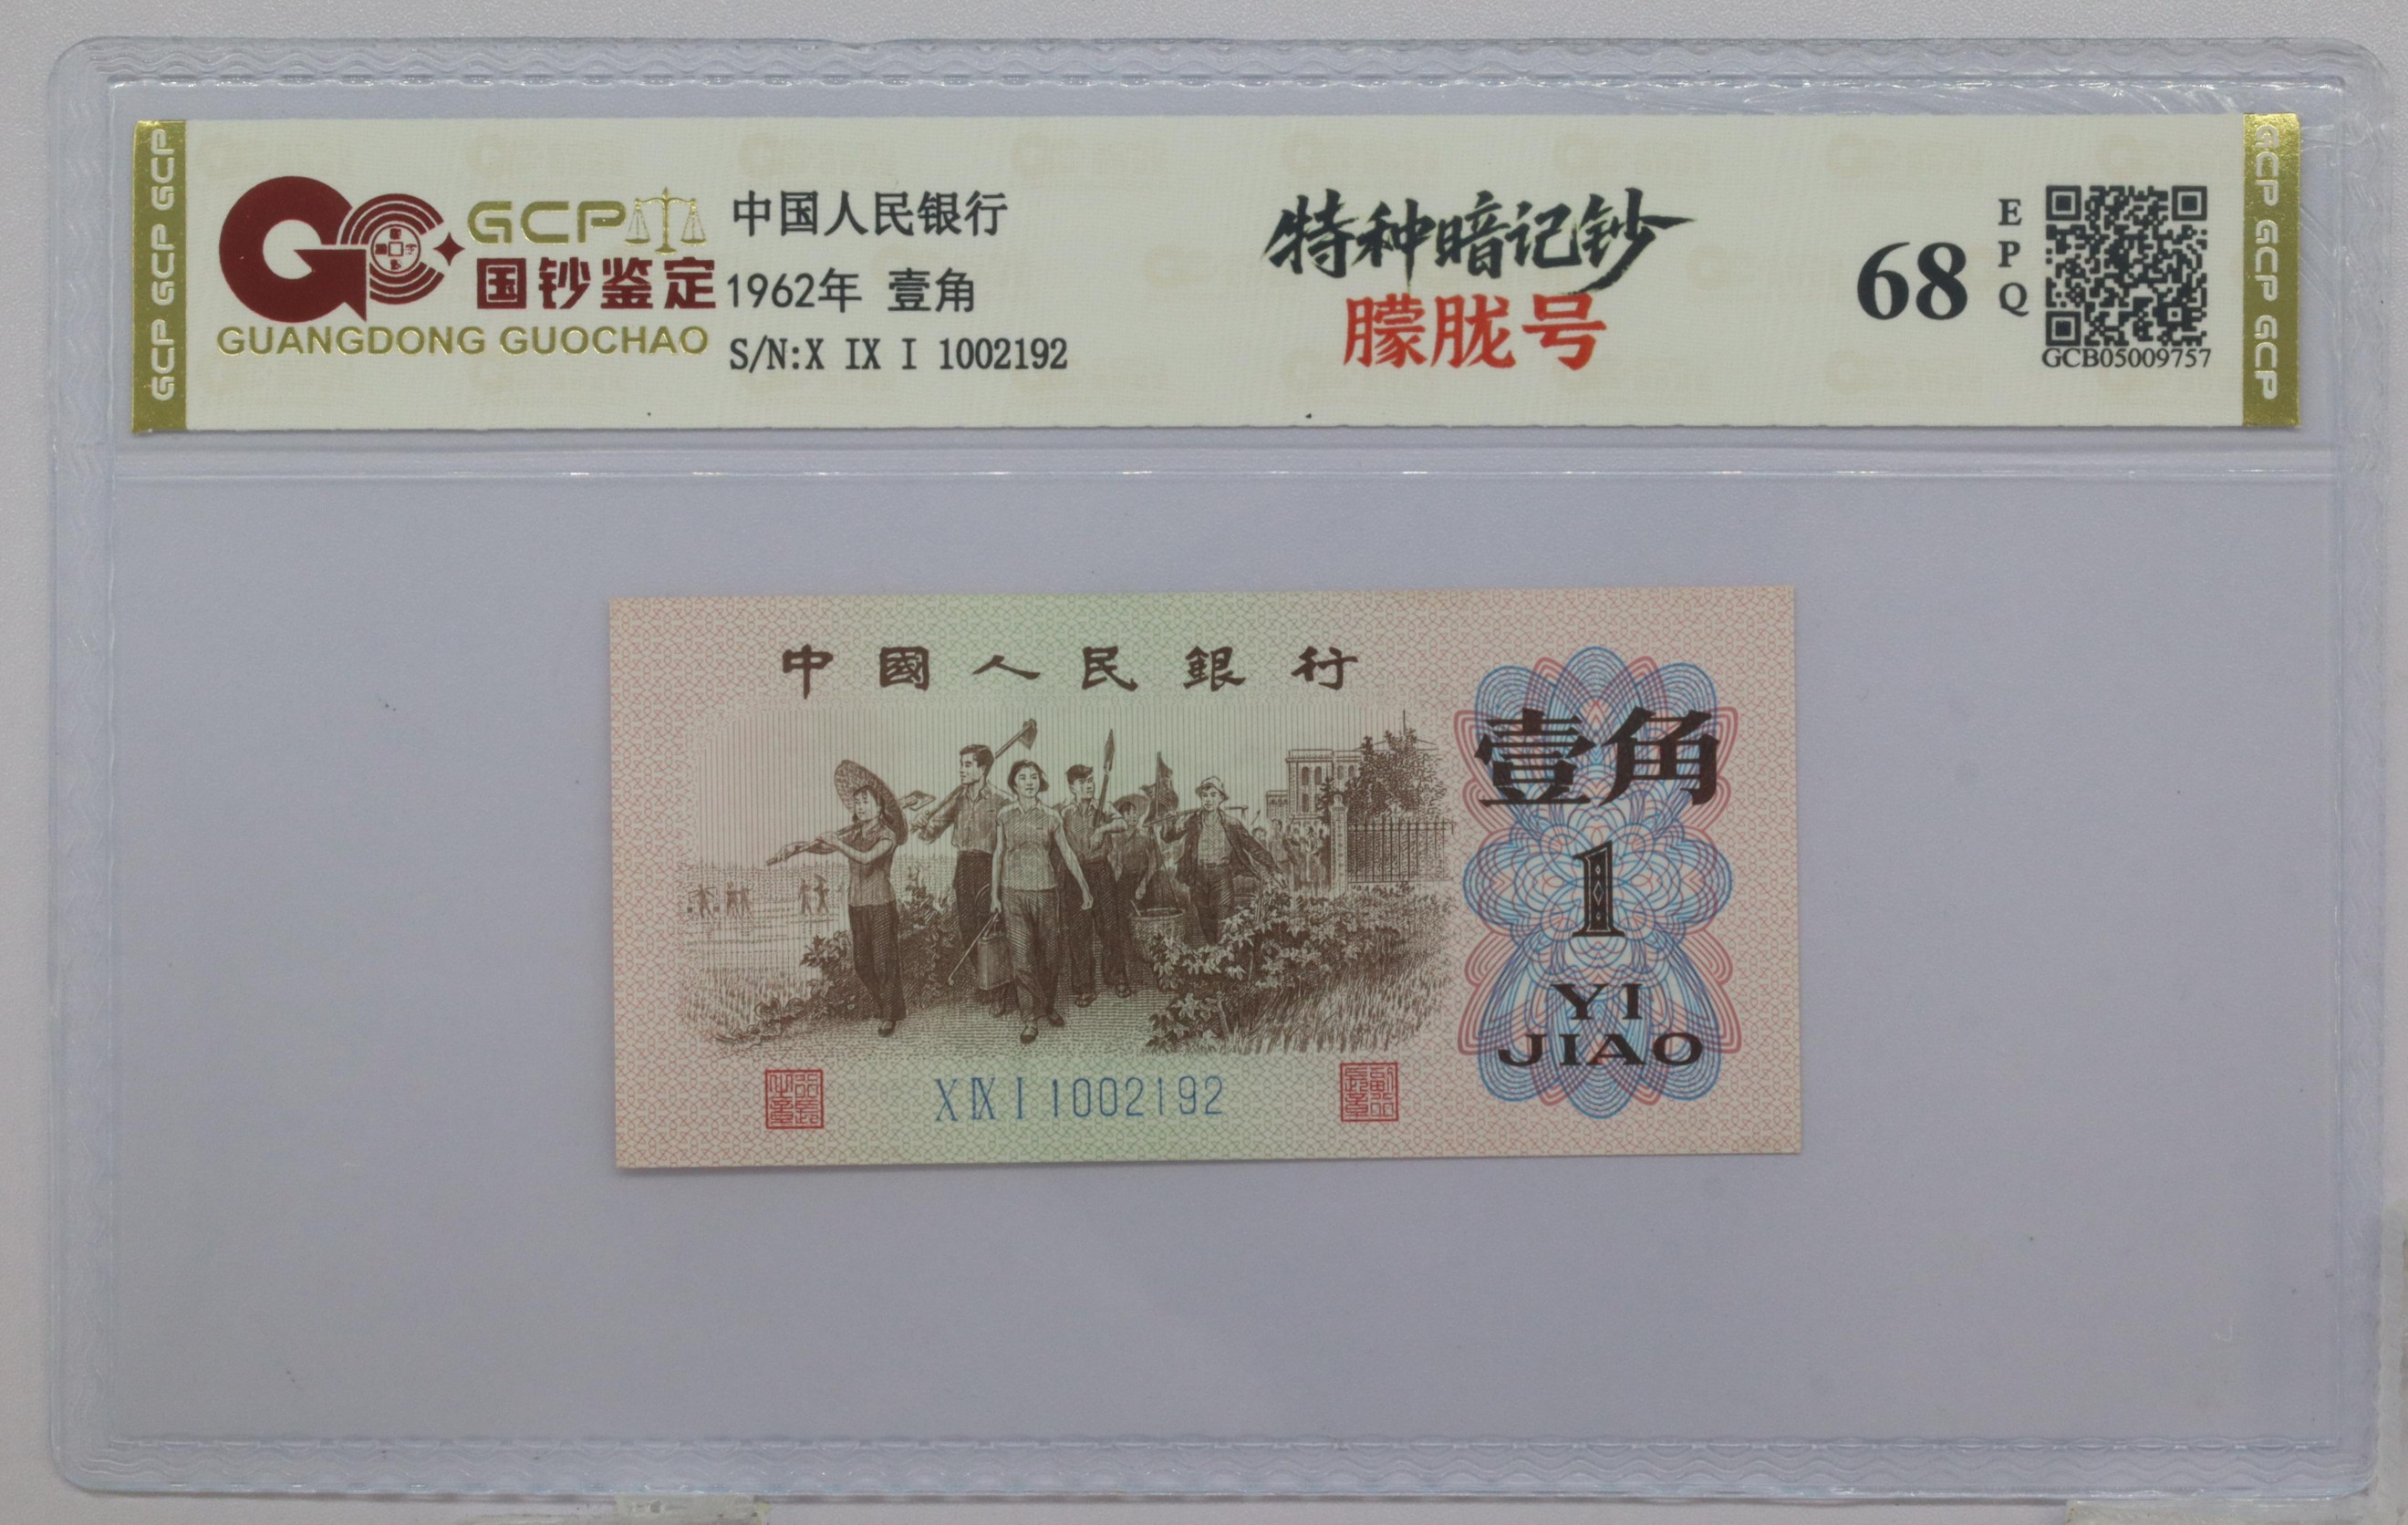 GCP GCP GCP
GCP
国钞鉴定
GUANGDONG GUOCHAO
中国人民银行
1962年 壹角
S/N:X IX I 1002192
特种暗记钞
朦胧号
68
EPQ
GCB05009757
GCP GCP GCP GCP
中國人民銀行
壹角
1
YI
JIAO
X IX I 1002192